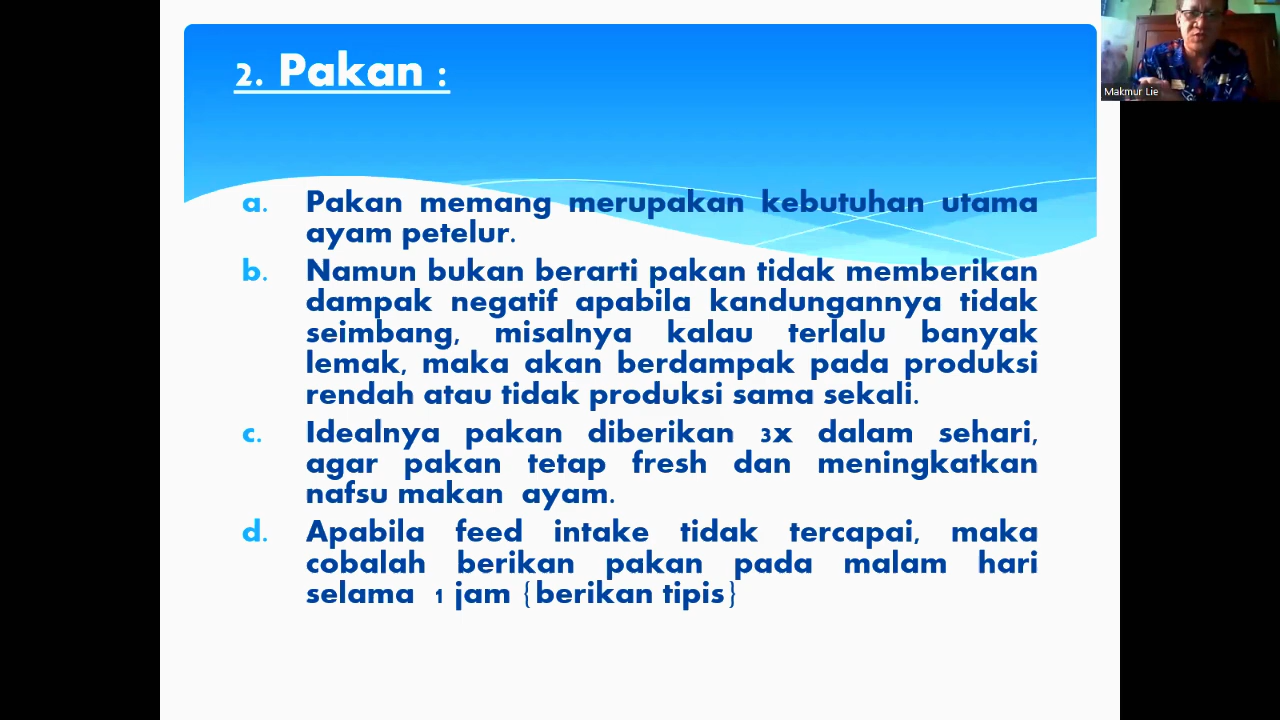 2. Pakan :
Makmur Lie
a. Pakan memang merupakan kebutuhan utama
ayam petelur.
b. Namun bukan berarti pakan tidak memberikan
dampak negatif apabila kandungannya tidak
seimbang, misalnya kalau terlalu banyak
lemak, maka akan berdampak pada produksi
rendah atau tidak produksi sama sekali.
c. Idealnya pakan diberikan 3x dalam sehari,
agar pakan tetap fresh dan meningkatkan
nafsu makan ayam.
d. Apabila feed intake tidak tercapai, maka
cobalah berikan pakan pada malam hari
selama 1 jam {berikan tipis}